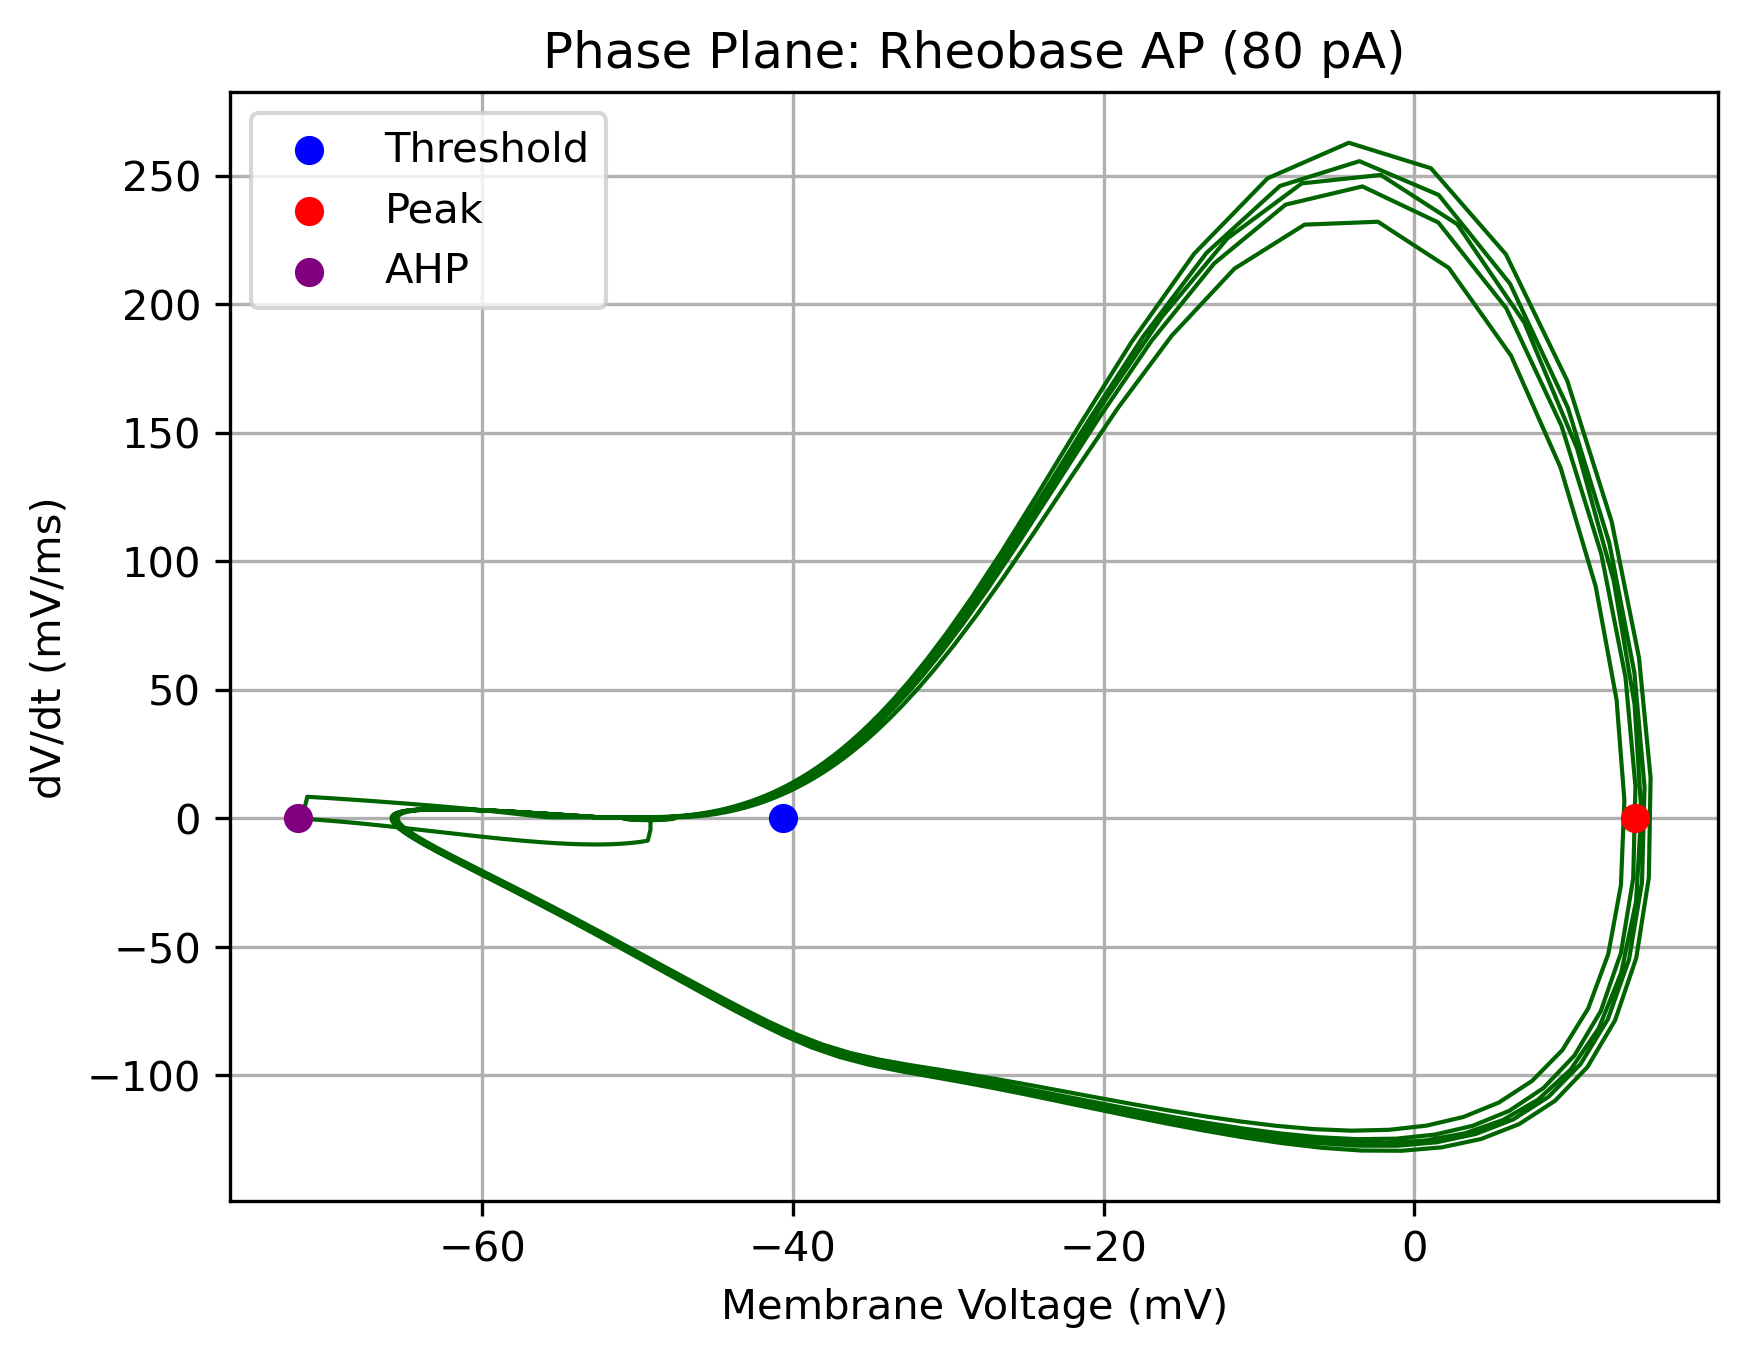 Phase Plane: Rheobase AP (80 pA)
Threshold
Peak
AHP
250
200
150
100
50
0
−50
−100
dV/dt (mV/ms)
−60
−40
−20
0
Membrane Voltage (mV)